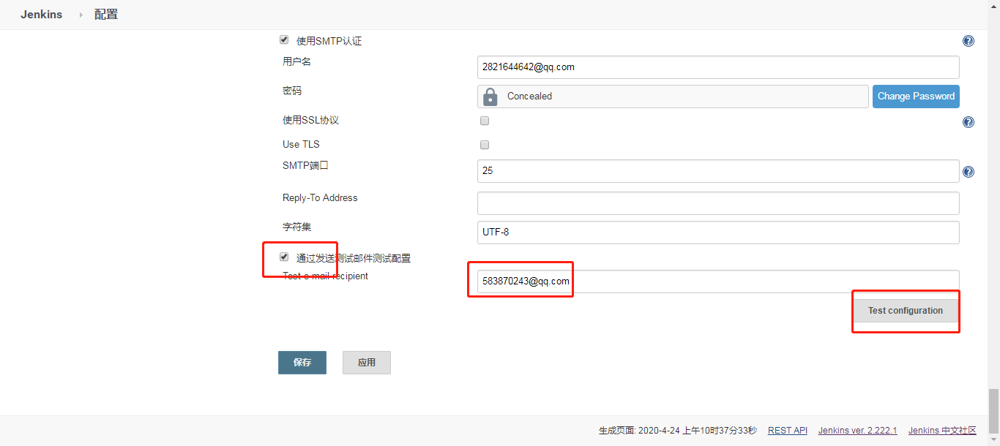 Jenkins 配置
使用SMTP认证
用户名 2821644642@qq.com
密码 Concealed Change Password
使用SSL协议
Use TLS
SMTP端口 25
Reply-To Address
字符集 UTF-8
通过发送测试邮件测试配置
Test e-mail recipient 583870243@qq.com
Test configuration
保存 应用
生成页面: 2020-4-24 上午10时37分33秒 REST API Jenkins ver. 2.222.1 Jenkins 中文社区